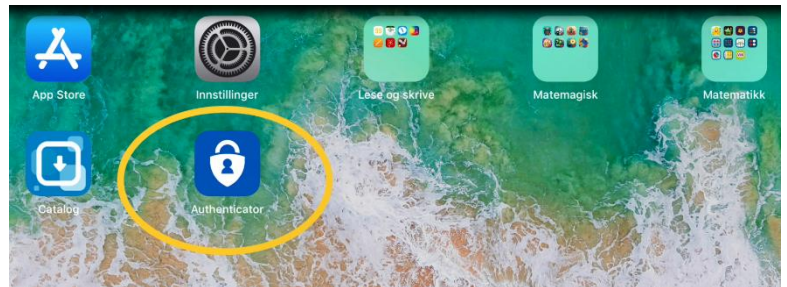 App Store
Innstillinger
Lese og skrive
Matemagisk
Matematikk
Catalog
Authenticator